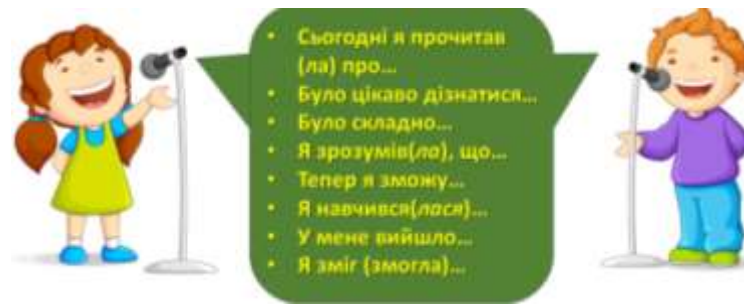 • Сьогодні я прочитав
(ла) про...
• Було цікаво дізнатися...
• Було складно...
• Я зрозумів(ла), що...
• Тепер я зможу...
• Я навчився(лася)...
• У мене вийшло...
• Я зміг (змогла)...